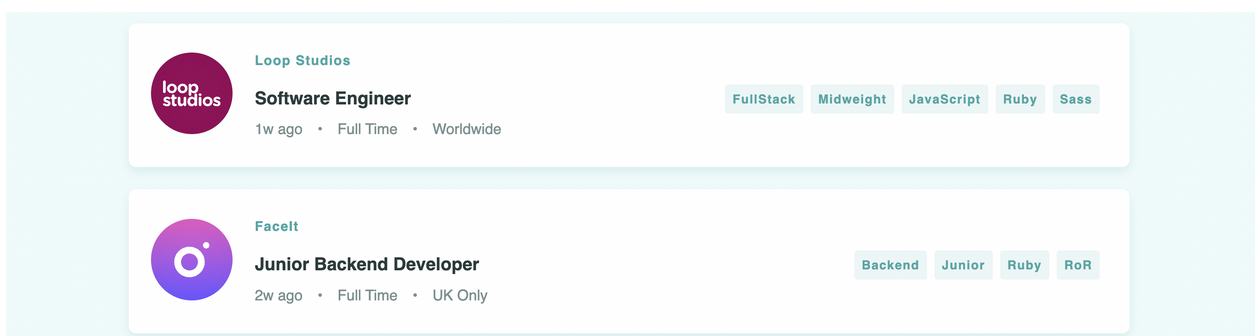 loop
studios
Loop Studios
Software Engineer
1w ago • Full Time • Worldwide
FullStack Midweight JavaScript Ruby Sass
FaceIt
Junior Backend Developer
2w ago • Full Time • UK Only
Backend Junior Ruby RoR